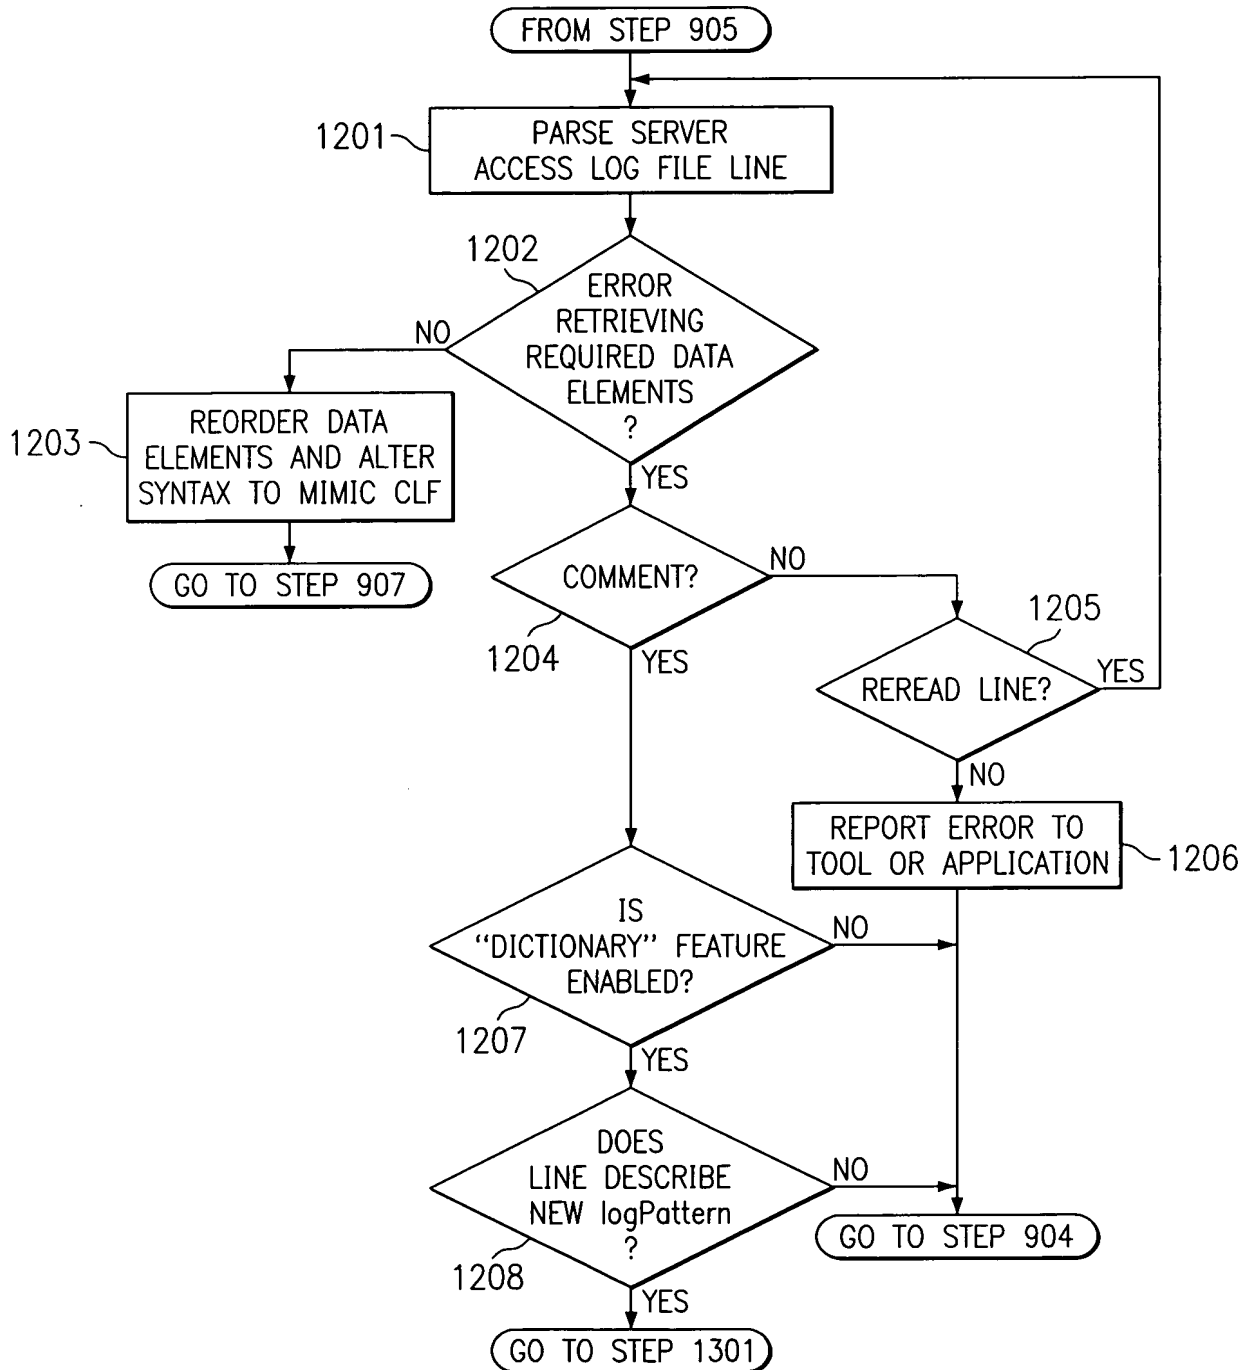 FROM STEP 905
1201
PARSE SERVER
ACCESS LOG FILE LINE
1202
ERROR
RETRIEVING
REQUIRED DATA
ELEMENTS
?
NO
YES
1203
REORDER DATA
ELEMENTS AND ALTER
SYNTAX TO MIMIC CLF
GO TO STEP 907
COMMENT?
NO
1204
YES
1205
REREAD LINE?
YES
NO
REPORT ERROR TO
TOOL OR APPLICATION
1206
IS
“DICTIONARY” FEATURE
ENABLED?
NO
1207
YES
DOES
LINE DESCRIBE
NEW logPattern
?
NO
1208
YES
GO TO STEP 904
GO TO STEP 1301